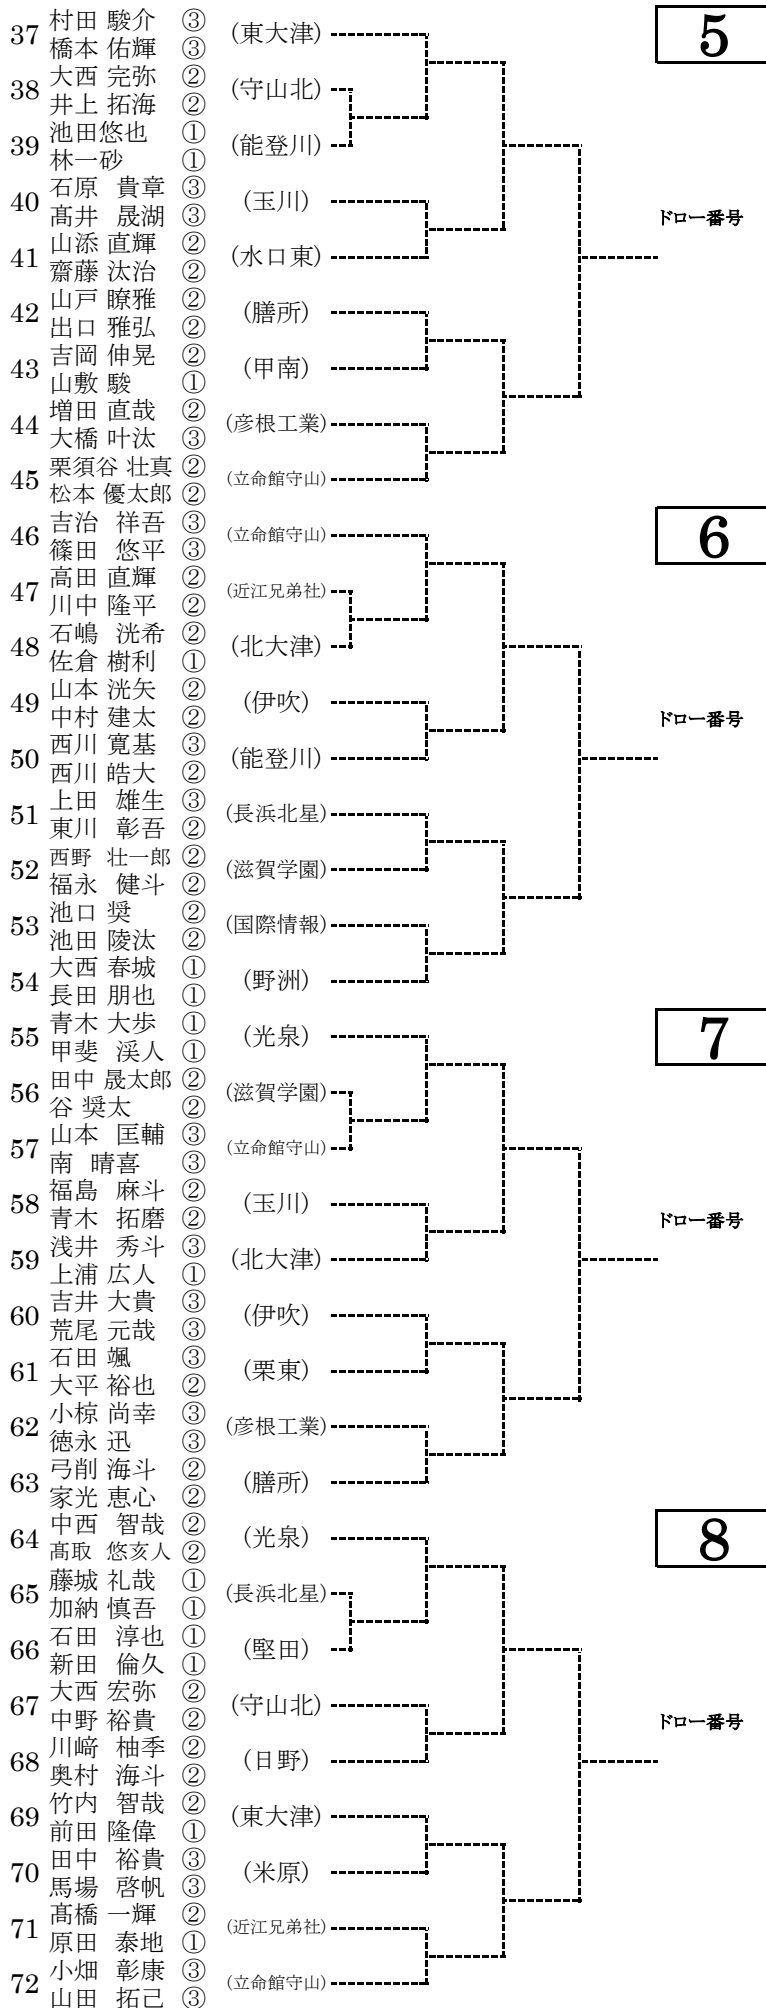 5
村田 駿介 ③
37 (東大津)
橋本 佑輝 ③
大西 完弥 ②
38 (守山北)
井上 拓海 ②
池田悠也 ①
39 (能登川)
林一砂 ①
石原 貴章 ③
40 (玉川)
髙井 晟湖 ③
ドロー番号
山添 直輝 ②
41 (水口東)
齋藤 汰治 ②
山戸 瞭雅 ②
42 (膳所)
出口 雅弘 ②
吉岡 伸晃 ②
43 (甲南)
山敷 駿 ①
増田 直哉 ②
44 (彦根工業)
大橋 叶汰 ③
栗須谷 壮真 ②
45 (立命館守山)
松本 優太郎 ②
6
吉治 祥吾 ③
46 (立命館守山)
篠田 悠平 ③
高田 直輝 ②
47 (近江兄弟社)
川中 隆平 ②
石嶋 洸希 ②
48 (北大津)
佐倉 樹利 ①
山本 洸矢 ②
49 (伊吹)
中村 建太 ②
ドロー番号
西川 寛基 ③
50 (能登川)
西川 皓大 ②
上田 雄生 ③
51 (長浜北星)
東川 彰吾 ②
西野 壮一郎 ②
52 (滋賀学園)
福永 健斗 ②
池口 奨 ②
53 (国際情報)
池田 陵汰 ②
大西 春城 ①
54 (野洲)
長田 朋也 ①
7
青木 大歩 ①
55 (光泉)
甲斐 渓人 ①
田中 晟太郎 ②
56 (滋賀学園)
谷 奨太 ②
山本 匡輔 ③
57 (立命館守山)
南 晴喜 ③
福島 麻斗 ②
58 (玉川)
青木 拓磨 ②
ドロー番号
浅井 秀斗 ③
59 (北大津)
上浦 広人 ①
吉井 大貴 ③
60 (伊吹)
荒尾 元哉 ③
石田 颯 ③
61 (栗東)
大平 裕也 ②
小椋 尚幸 ③
62 (彦根工業)
徳永 迅 ③
弓削 海斗 ②
63 (膳所)
家光 恵心 ②
8
中西 智哉 ②
64 (光泉)
髙取 悠亥人 ②
藤城 礼哉 ①
65 (長浜北星)
加納 慎吾 ①
石田 淳也 ①
66 (堅田)
新田 倫久 ①
大西 宏弥 ②
67 (守山北)
中野 裕貴 ②
ドロー番号
川﨑 柚季 ②
68 (日野)
奥村 海斗 ②
竹内 智哉 ②
69 (東大津)
前田 隆偉 ①
田中 裕貴 ③
70 (米原)
馬場 啓帆 ③
髙橋 一輝 ②
71 (近江兄弟社)
原田 泰地 ①
小畑 彰康 ③
72 (立命館守山)
山田 拓己 ③